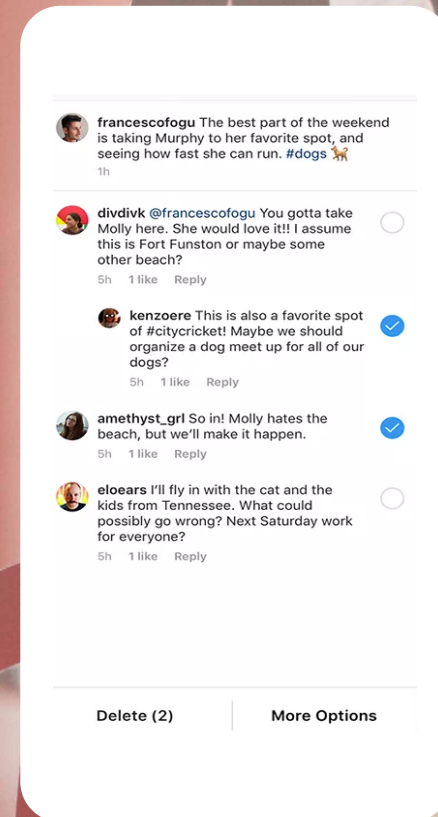 francescofogu The best part of the weekend
is taking Murphy to her favorite spot, and
seeing how fast she can run. #dogs 🐕
1h
divdivk @francescofogu You gotta take
Molly here. She would love it!! I assume
this is Fort Funston or maybe some
other beach?
5h 1 like Reply
kenzoere This is also a favorite spot
of #citycricket! Maybe we should
organize a dog meet up for all of our
dogs?
5h 1 like Reply
amethyst_grl So in! Molly hates the
beach, but we'll make it happen.
5h 1 like Reply
eloears I'll fly in with the cat and the
kids from Tennessee. What could
possibly go wrong? Next Saturday work
for everyone?
5h 1 like Reply
Delete (2) More Options